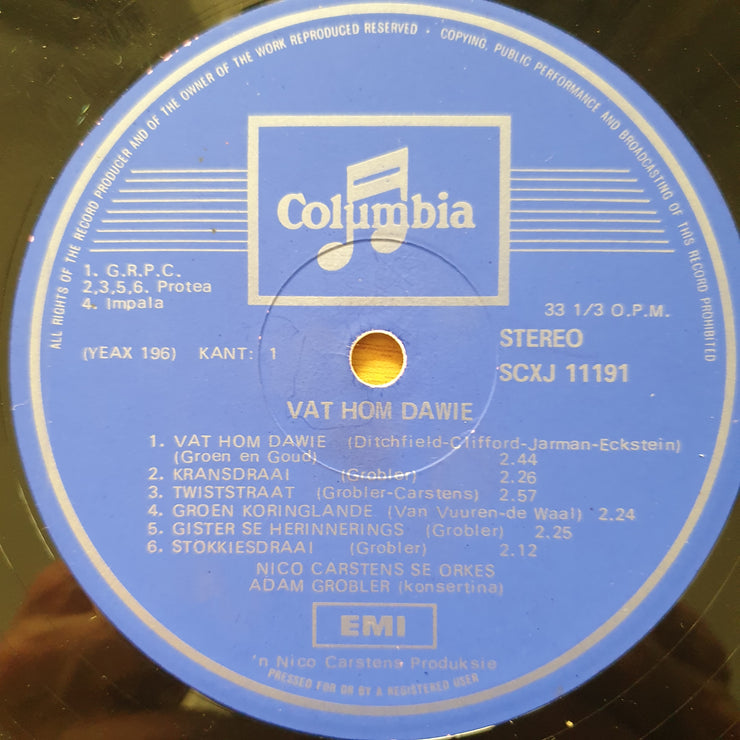 ALL RIGHTS OF THE RECORD PRODUCER AND OF THE OWNER OF THE WORK REPRODUCED RESERVED · COPYING, PUBLIC PERFORMANCE AND BROADCASTING OF THIS RECORD PROHIBITED
Columbia
1. G.R.P.C.
2,3,5,6. Protea
4. Impala
33 1/3 O.P.M.
(YEAX 196) KANT: 1
STEREO
SCXJ 11191
VAT HOM DAWIE
1. VAT HOM DAWIE (Ditchfield-Clifford-Jarman-Eckstein)
(Groen en Goud) 2.44
2. KRANSDRAAI (Grobler) 2.26
3. TWISTSTRAAT (Grobler-Carstens) 2.57
4. GROEN KORINGLANDE (Van Vuuren-de Waal) 2.24
5. GISTER SE HERINNERINGS (Grobler) 2.25
6. STOKKIESDRAAI (Grobler) 2.12
NICO CARSTENS SE ORKES
ADAM GROBLER (konsertina)
EMI
'n Nico Carstens Produksie
PRESSED FOR OR BY A REGISTERED USER